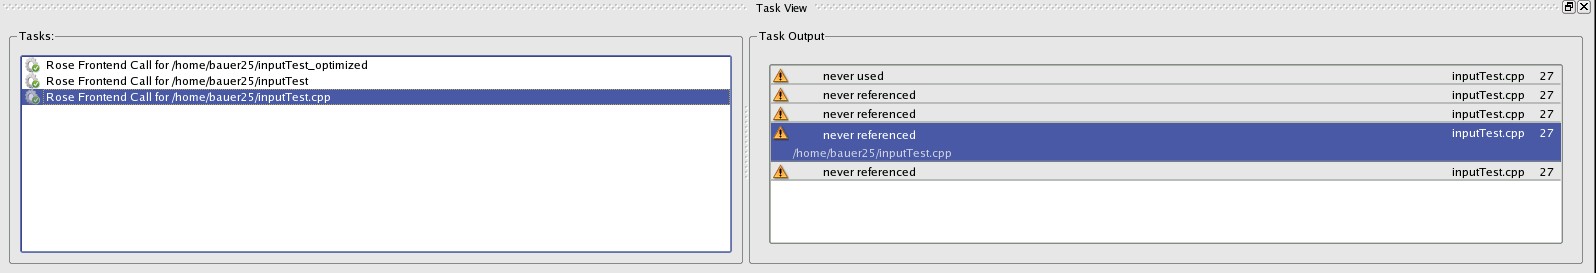 Task View
Tasks:
Rose Frontend Call for /home/bauer25/inputTest_optimized
Rose Frontend Call for /home/bauer25/inputTest
Rose Frontend Call for /home/bauer25/inputTest.cpp
Task Output
never used inputTest.cpp 27
never referenced inputTest.cpp 27
never referenced inputTest.cpp 27
never referenced inputTest.cpp 27
/home/bauer25/inputTest.cpp
never referenced inputTest.cpp 27